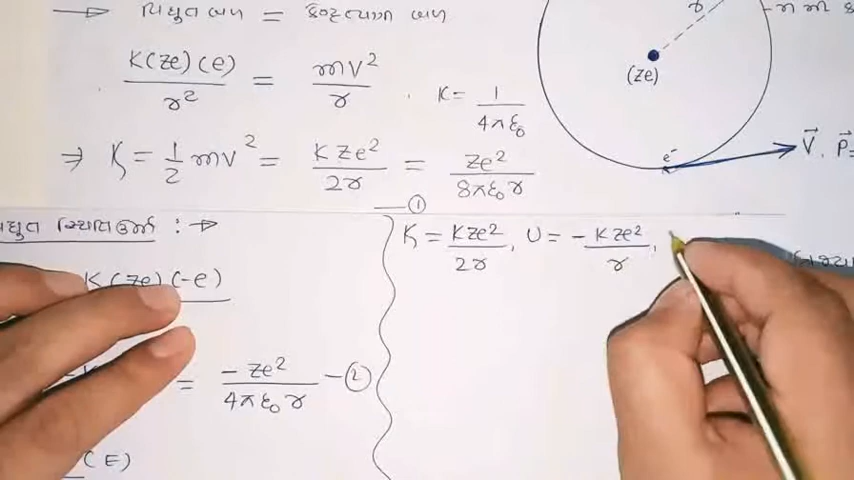 → વિદ્યુત બળ = કેન્દ્રત્યાગી બળ
K(Ze)(e) / r² = mV² / r . K = 1 / 4πε₀
⇒ K = 1/2 mV² = KZe² / 2r = Ze² / 8πε₀r — ①
r
(Ze)
e⁻
V⃗ . P⃗ =
સ્થિતિઊર્જા :→
K(Ze)(-e)
= -Ze² / 4πε₀r — ②
(E)
K = KZe² / 2r , U = - KZe² / r ,